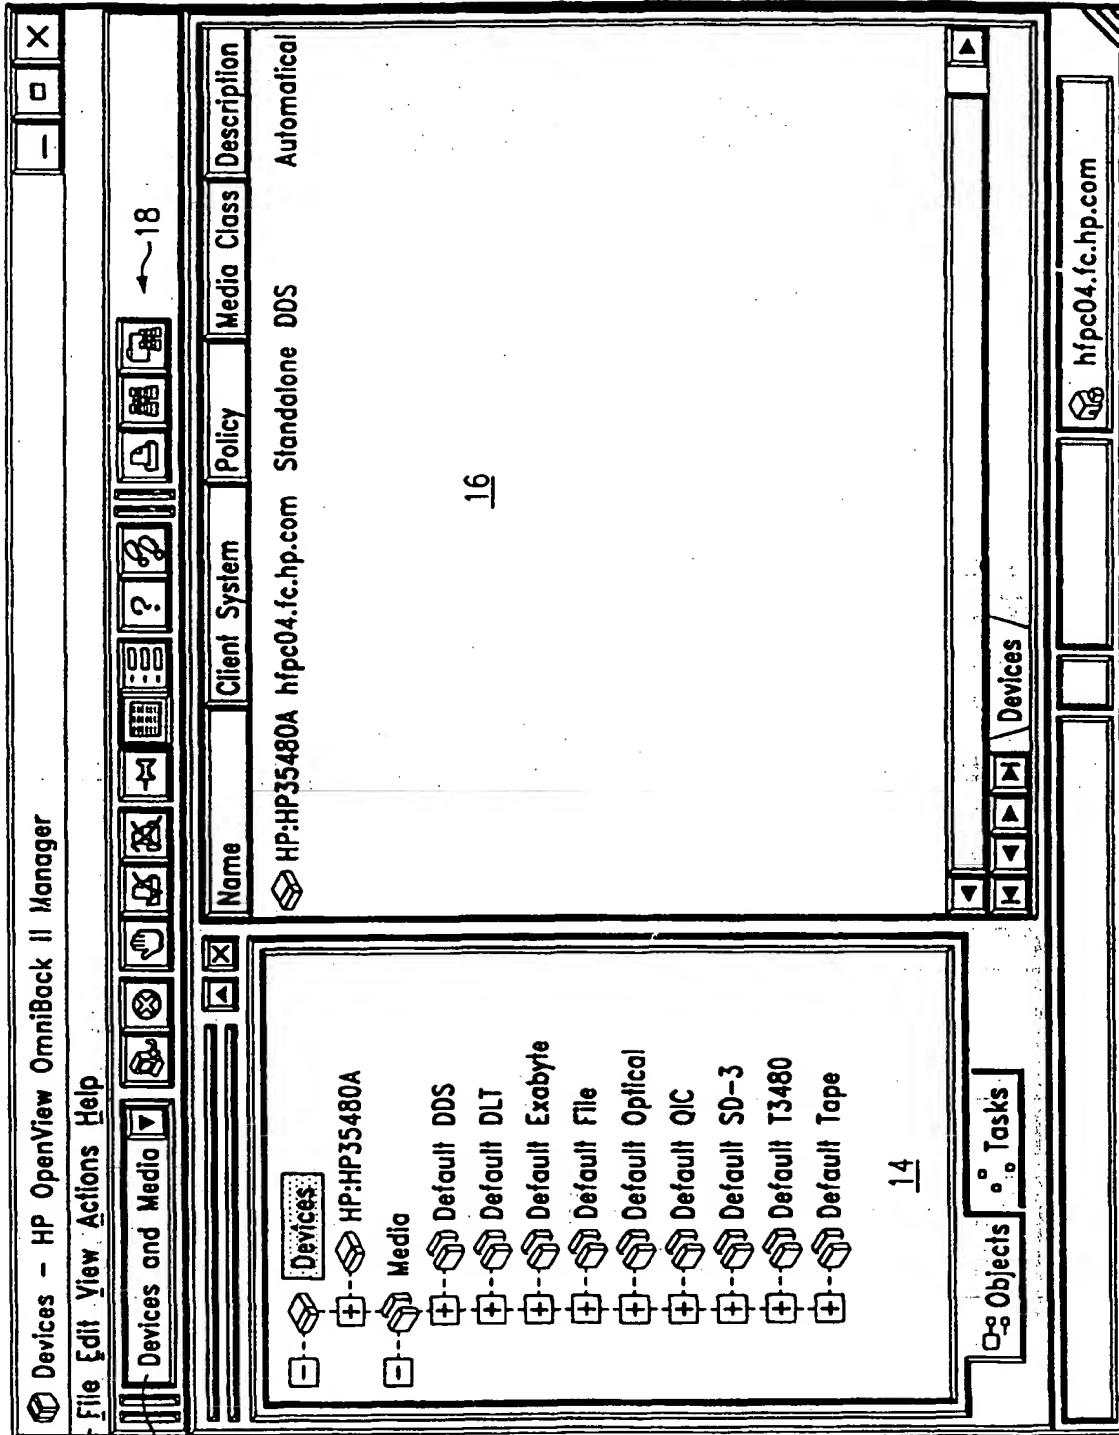 Devices - HP OpenView OmniBack II Manager
File Edit View Actions Help
Devices and Media
?
18
Devices
HP:HP35480A
Media
Default DDS
Default DLT
Default Exabyte
Default File
Default Optical
Default QIC
Default SD-3
Default T3480
Default Tape
14
Objects Tasks
Name Client System Policy Media Class Description
HP:HP35480A hfpc04.fc.hp.com Standalone DDS Automatical
16
Devices
hfpc04.fc.hp.com